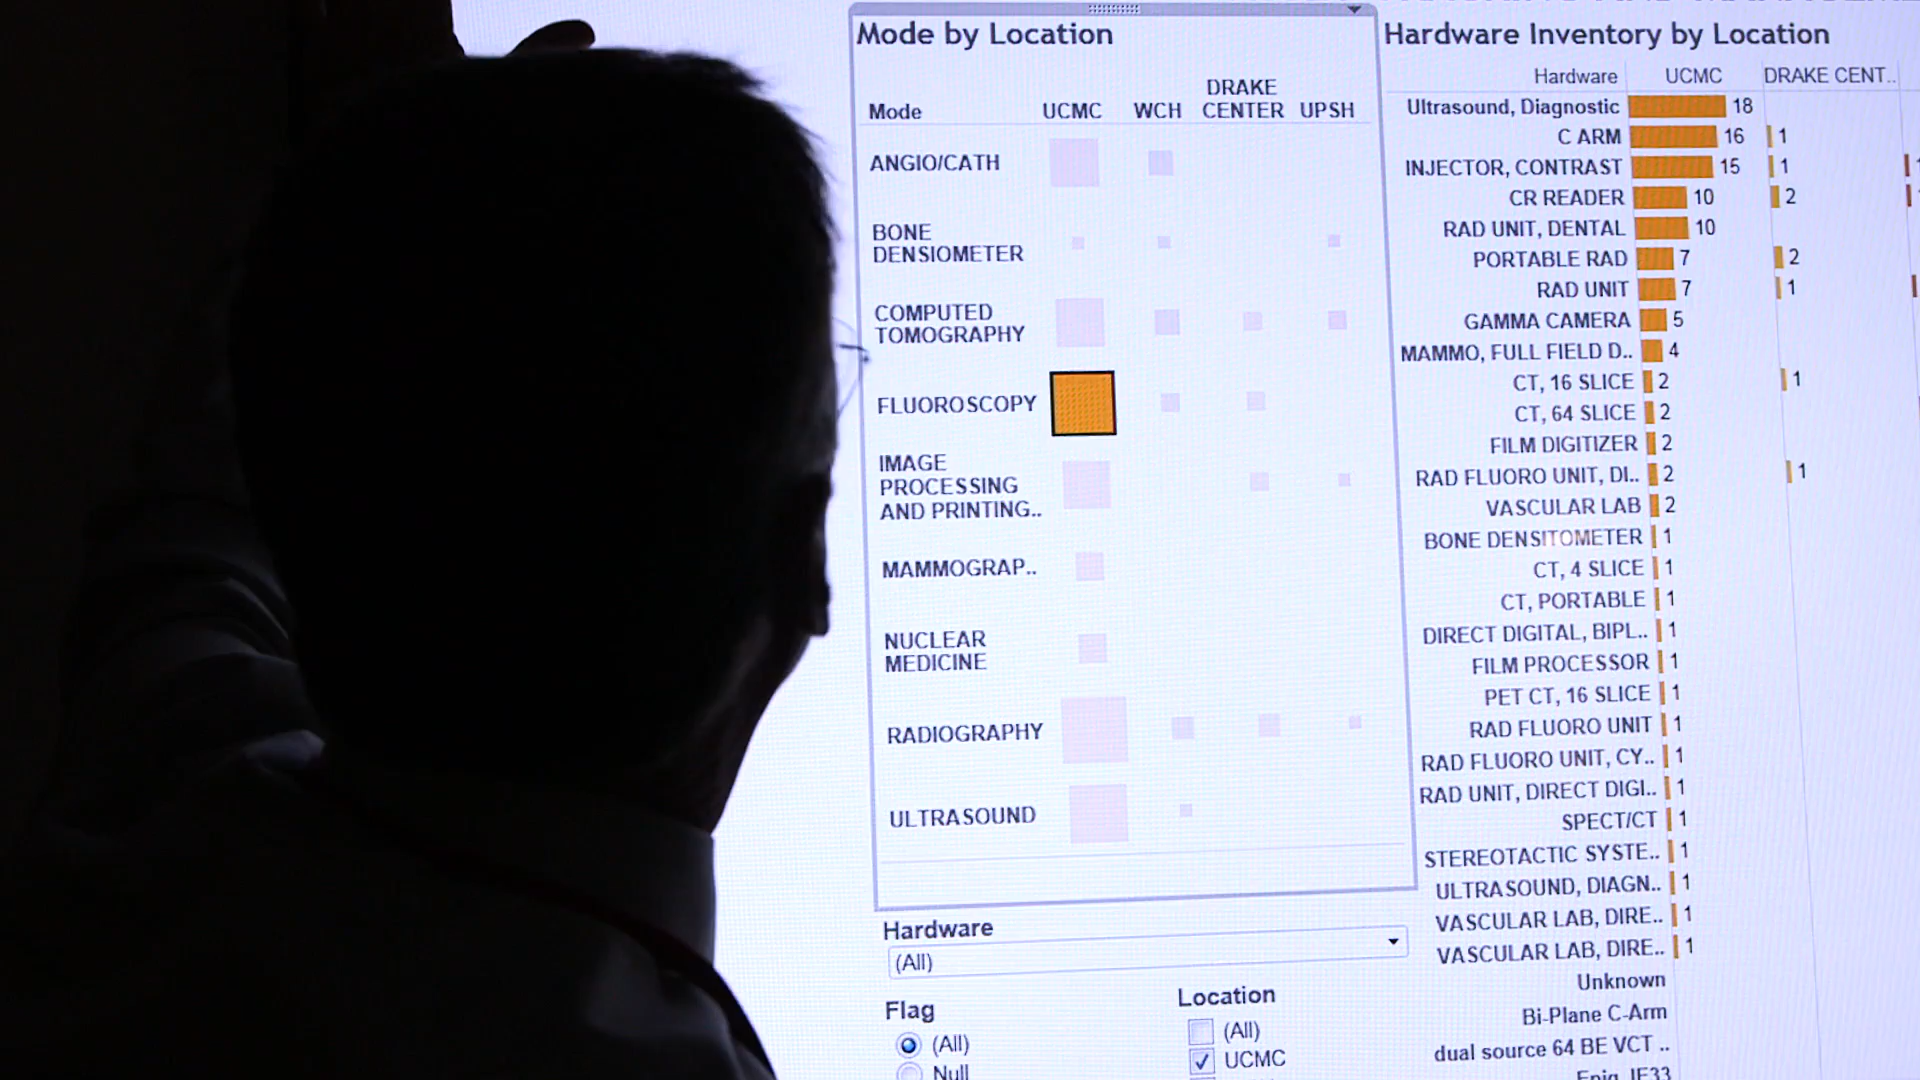 Mode by Location
Mode UCMC WCH DRAKE CENTER UPSH
ANGIO/CATH
BONE
DENSIOMETER
COMPUTED
TOMOGRAPHY
FLUOROSCOPY
IMAGE
PROCESSING
AND PRINTING..
MAMMOGRAP..
NUCLEAR
MEDICINE
RADIOGRAPHY
ULTRASOUND
Hardware
(All)
Flag
(All)
Null
Location
(All)
UCMC
Hardware Inventory by Location
Hardware UCMC DRAKE CENT..
Ultrasound, Diagnostic 18
C ARM 16 1
INJECTOR, CONTRAST 15 1
CR READER 10 2
RAD UNIT, DENTAL 10
PORTABLE RAD 7 2
RAD UNIT 7 1
GAMMA CAMERA 5
MAMMO, FULL FIELD D.. 4
CT, 16 SLICE 2 1
CT, 64 SLICE 2
FILM DIGITIZER 2
RAD FLUORO UNIT, DI.. 2 1
VASCULAR LAB 2
BONE DENSITOMETER 1
CT, 4 SLICE 1
CT, PORTABLE 1
DIRECT DIGITAL, BIPL.. 1
FILM PROCESSOR 1
PET CT, 16 SLICE 1
RAD FLUORO UNIT 1
RAD FLUORO UNIT, CY.. 1
RAD UNIT, DIRECT DIGI.. 1
SPECT/CT 1
STEREOTACTIC SYSTE.. 1
ULTRASOUND, DIAGN.. 1
VASCULAR LAB, DIRE.. 1
VASCULAR LAB, DIRE.. 1
Unknown
Bi-Plane C-Arm
dual source 64 BE VCT ..